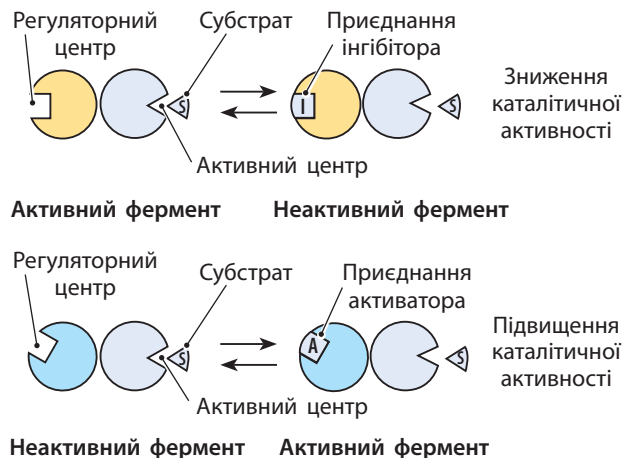 Регуляторний
центр
Субстрат
Приєднання
інгібітора
Зниження
каталітичної
активності
S
I
S
Активний центр
Активний фермент
Неактивний фермент
Регуляторний
центр
Субстрат
Приєднання
активатора
Підвищення
каталітичної
активності
S
A
S
Активний центр
Неактивний фермент
Активний фермент